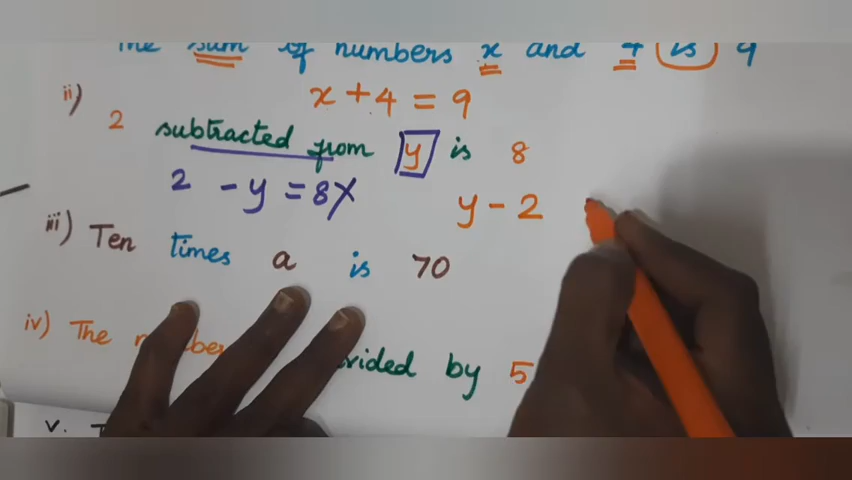 The sum of numbers x and 4 is 9
x + 4 = 9
ii) 2 subtracted from y is 8
2 - y = 8 X
y - 2
iii) Ten times a is 70
iv) The divided by 5
v.